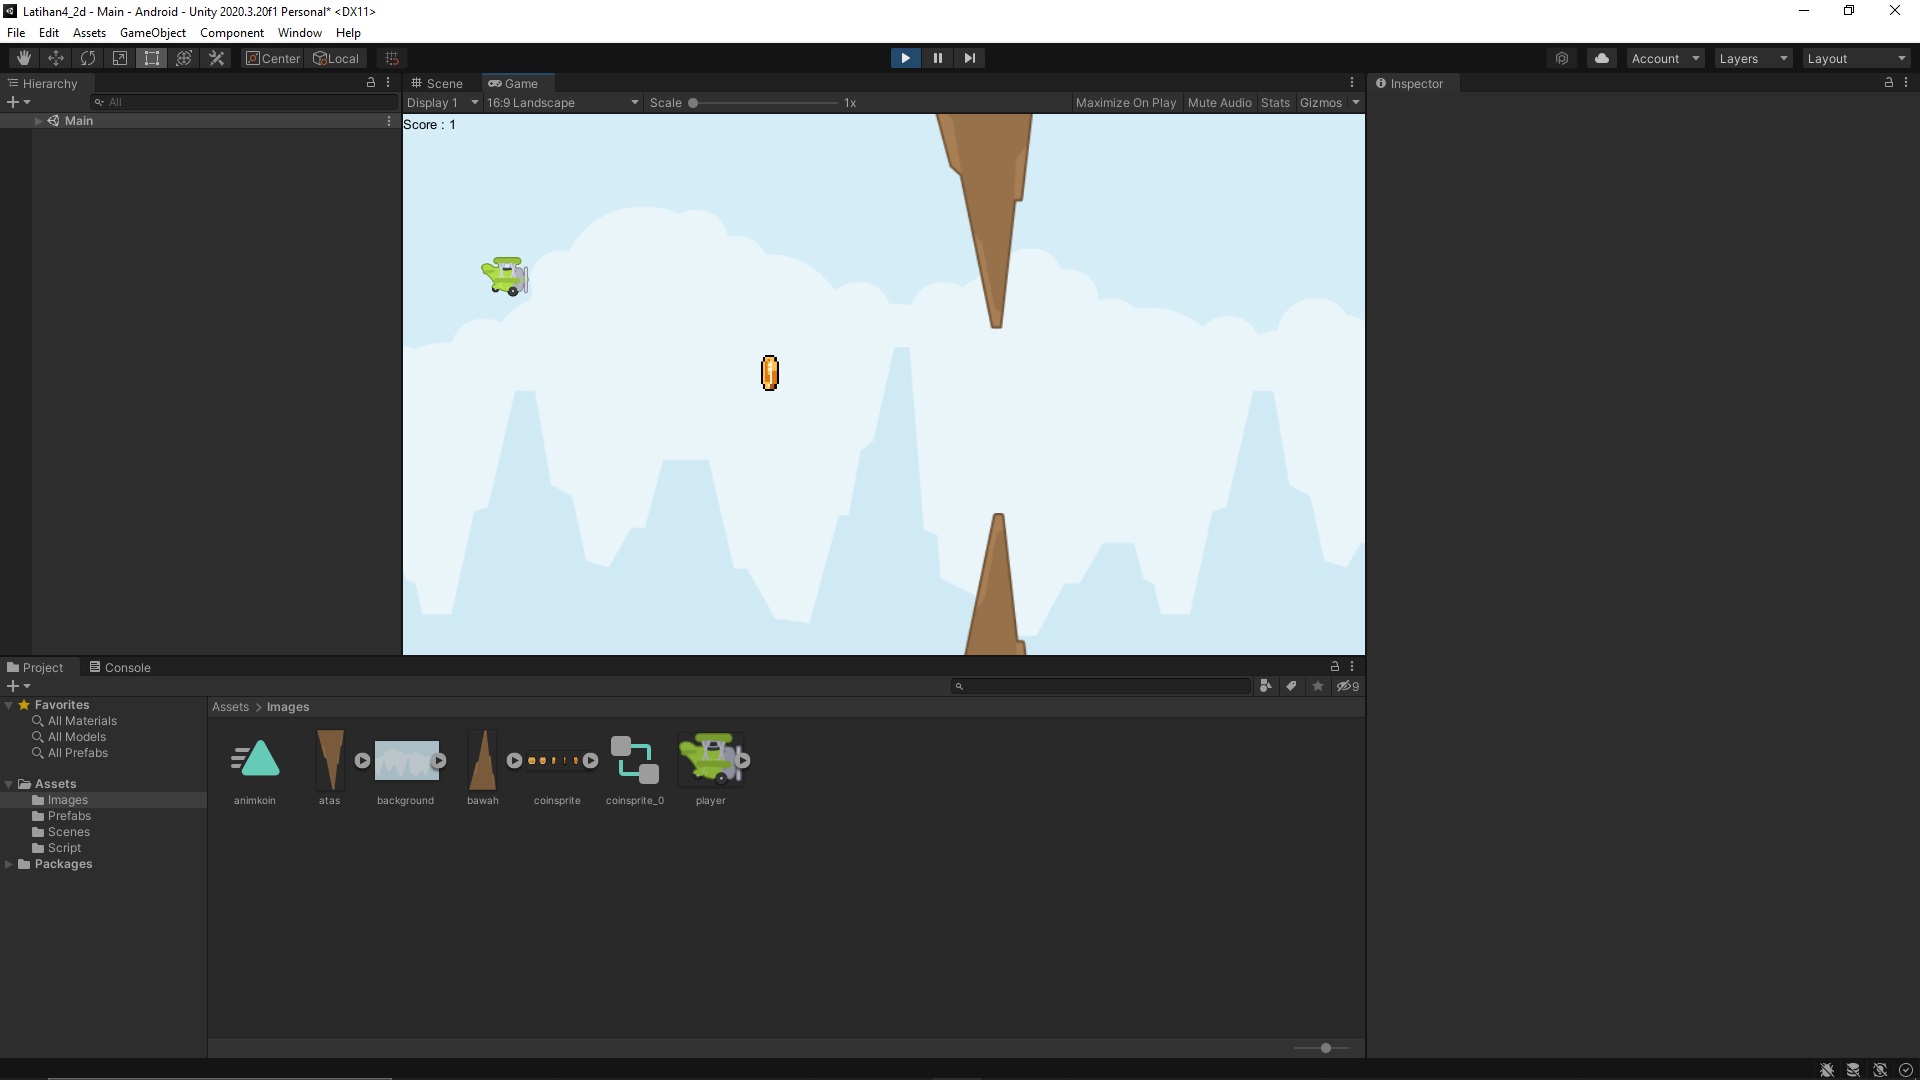 Latihan4_2d - Main - Android - Unity 2020.3.20f1 Personal* <DX11>
File Edit Assets GameObject Component Window Help
Center Local Account Layers Layout
Hierarchy
All
Main
Scene Game
Display 1 16:9 Landscape Scale 1x Maximize On Play Mute Audio Stats Gizmos
Score : 1
Inspector
Project Console
9
Favorites
All Materials
All Models
All Prefabs
Assets
Images
Prefabs
Scenes
Script
Packages
Assets > Images
animkoin atas background bawah coinsprite coinsprite_0 player